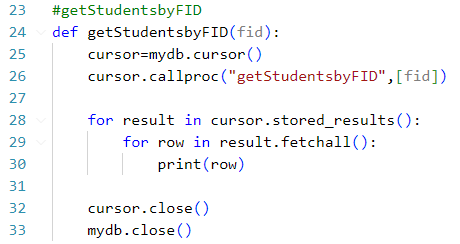 23 #getStudentsbyFID
24 def getStudentsbyFID(fid):
25     cursor=mydb.cursor()
26     cursor.callproc("getStudentsbyFID",[fid])
27
28     for result in cursor.stored_results():
29         for row in result.fetchall():
30             print(row)
31
32     cursor.close()
33     mydb.close()